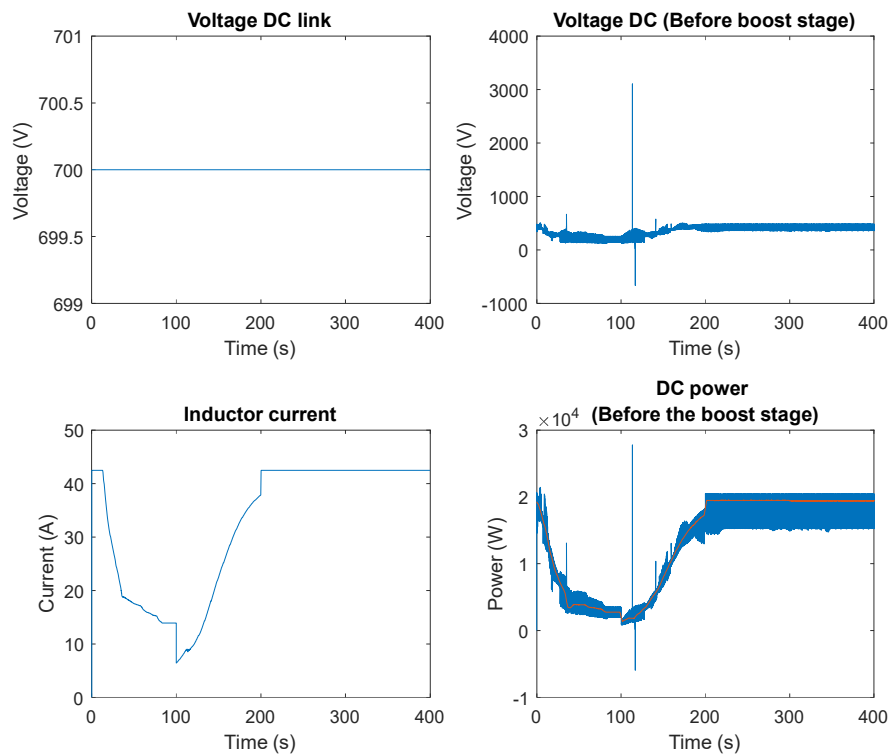 Voltage DC link
701
700.5
700
699.5
699
Voltage (V)
0 100 200 300 400
Time (s)
Voltage DC (Before boost stage)
4000
3000
2000
1000
0
-1000
Voltage (V)
0 100 200 300 400
Time (s)
Inductor current
50
40
30
20
10
0
Current (A)
0 100 200 300 400
Time (s)
DC power
(Before the boost stage)
×10⁴
3
2
1
0
-1
Power (W)
0 100 200 300 400
Time (s)